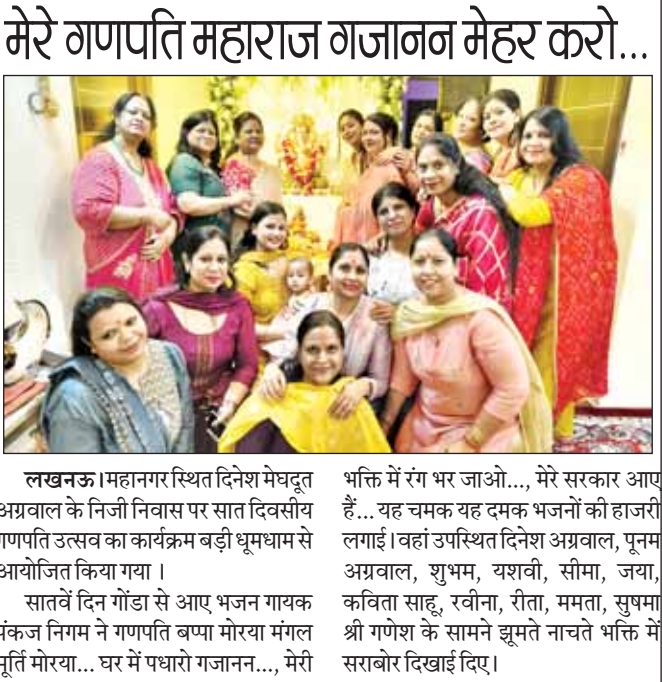 मेरे गणपति महाराज गजानन मेहर करो...
लखनऊ।महानगर स्थित दिनेश मेघदूत
अग्रवाल के निजी निवास पर सात दिवसीय
गणपति उत्सव का कार्यक्रम बड़ी धूमधाम से
आयोजित किया गया ।
सातवें दिन गोंडा से आए भजन गायक
पंकज निगम ने गणपति बप्पा मोरया मंगल
मूर्ति मोरया... घर में पधारो गजानन..., मेरी
भक्ति में रंग भर जाओ..., मेरे सरकार आए
हैं... यह चमक यह दमक भजनों की हाजरी
लगाई। वहां उपस्थित दिनेश अग्रवाल, पूनम
अग्रवाल, शुभम, यशवी, सीमा, जया,
कविता साहू, रवीना, रीता, ममता, सुषमा
श्री गणेश के सामने झूमते नाचते भक्ति में
सराबोर दिखाई दिए।